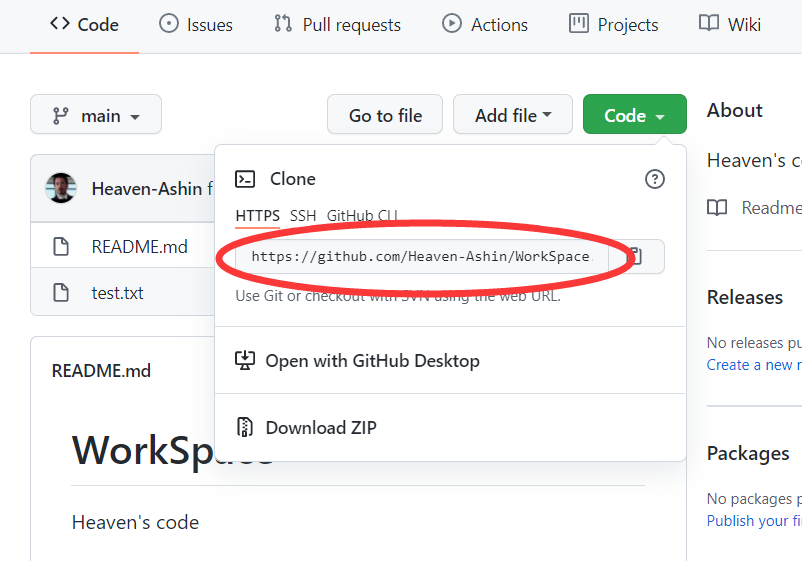 Code Issues Pull requests Actions Projects Wiki
main Go to file Add file Code
Clone
HTTPS SSH GitHub CLI
https://github.com/Heaven-Ashin/WorkSpace.
Use Git or checkout with SVN using the web URL.
Open with GitHub Desktop
Download ZIP
Heaven-Ashin f
README.md
test.txt
README.md
WorkSpace
Heaven's code
About
Heaven's c
Readme
Releases
No releases pu
Create a new r
Packages
No packages p
Publish your fi